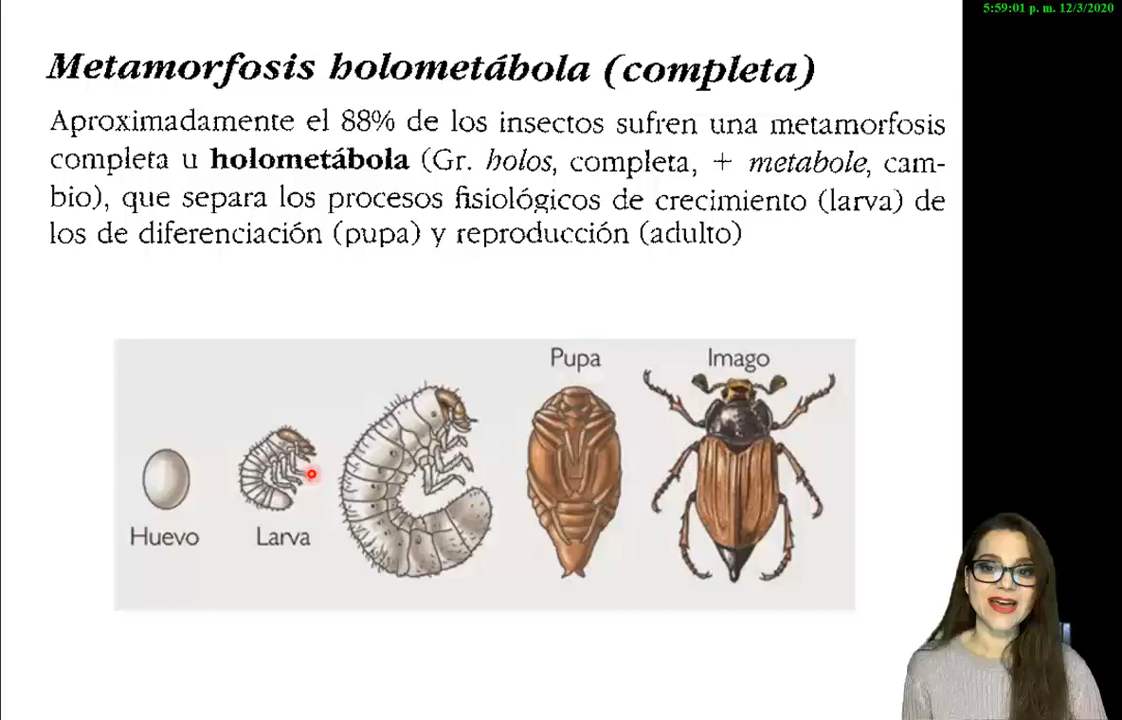 5:59:01 p. m. 12/3/2020
Metamorfosis holometábola (completa)
Aproximadamente el 88% de los insectos sufren una metamorfosis
completa u holometábola (Gr. holos, completa, + metabole, cam-
bio), que separa los procesos fisiológicos de crecimiento (larva) de
los de diferenciación (pupa) y reproducción (adulto)
Pupa
Imago
Huevo
Larva